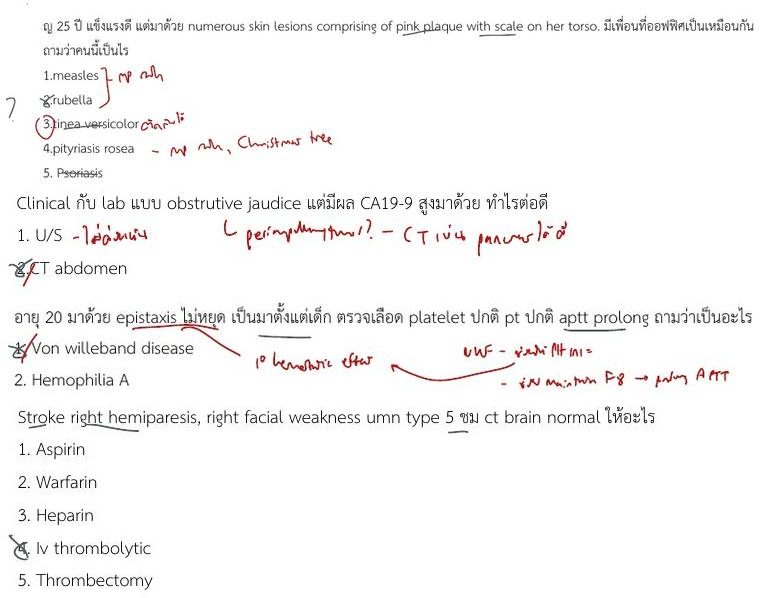 ญ 25 ปี แข็งแรงดี แต่มาด้วย numerous skin lesions comprising of pink plaque with scale on her torso. มีเพื่อนที่ออฟฟิศเป็นเหมือนกัน
ถามว่าคนนี้เป็นไร
1.measles
MP rash
2.rubella
?
3.tinea versicolor
4.pityriasis rosea - MP rash, Christmas tree
5. Psoriasis
Clinical กับ lab แบบ obstrutive jaudice แต่มีผล CA19-9 สูงมาด้วย ทำไรต่อดี
1. U/S
- CT
2.CT abdomen
อายุ 20 มาด้วย epistaxis ไม่หยุด เป็นมาตั้งแต่เด็ก ตรวจเลือด platelet ปกติ pt ปกติ aptt prolong ถามว่าเป็นอะไร
1. Von willeband disease
VWF -
2. Hemophilia A
- maintain F8 → prolong APTT
Stroke right hemiparesis, right facial weakness umn type 5 ชม ct brain normal ให้อะไร
1. Aspirin
2. Warfarin
3. Heparin
4. Iv thrombolytic
5. Thrombectomy